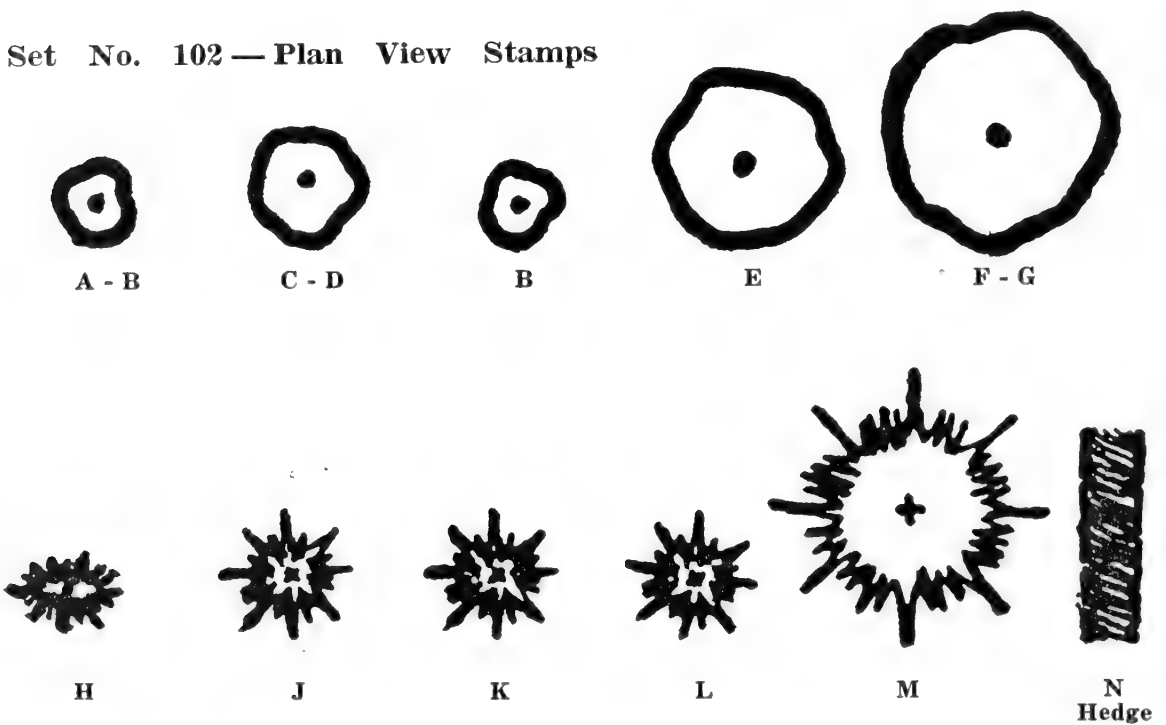 Set No. 102 — Plan View Stamps
A - B C - D B E F - G
H J K L M N
Hedge